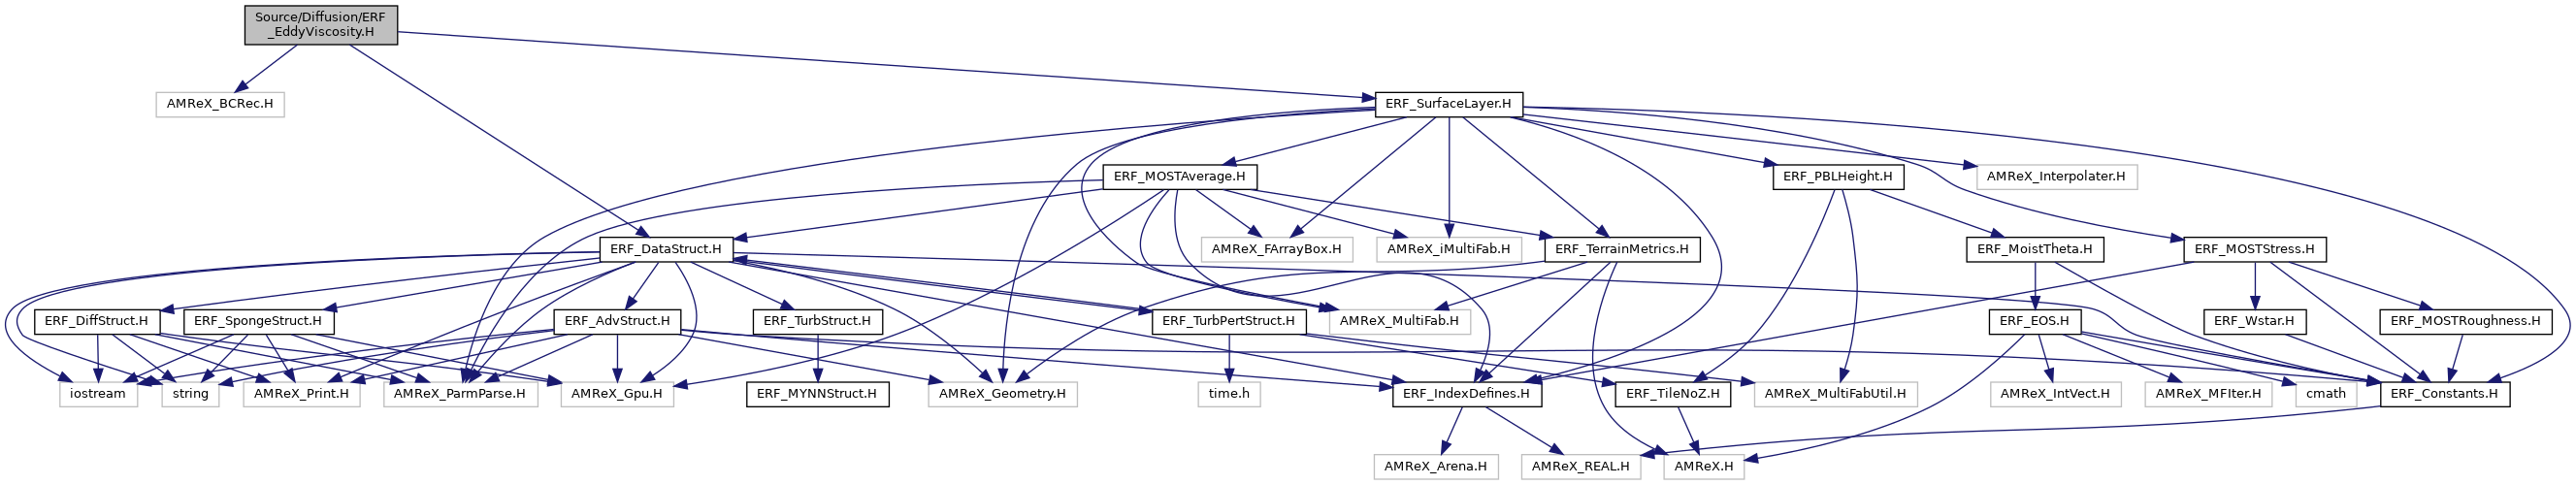 Source/Diffusion/ERF
_EddyViscosity.H
AMReX_BCRec.H
ERF_SurfaceLayer.H
ERF_MOSTAverage.H
ERF_PBLHeight.H
AMReX_Interpolater.H
ERF_DataStruct.H
AMReX_FArrayBox.H
AMReX_iMultiFab.H
ERF_TerrainMetrics.H
ERF_MoistTheta.H
ERF_MOSTStress.H
ERF_DiffStruct.H
ERF_SpongeStruct.H
ERF_AdvStruct.H
ERF_TurbStruct.H
ERF_TurbPertStruct.H
AMReX_MultiFab.H
ERF_EOS.H
ERF_Wstar.H
ERF_MOSTRoughness.H
iostream
string
AMReX_Print.H
AMReX_ParmParse.H
AMReX_Gpu.H
ERF_MYNNStruct.H
AMReX_Geometry.H
time.h
ERF_IndexDefines.H
ERF_TileNoZ.H
AMReX_MultiFabUtil.H
AMReX_IntVect.H
AMReX_MFIter.H
cmath
ERF_Constants.H
AMReX_Arena.H
AMReX_REAL.H
AMReX.H